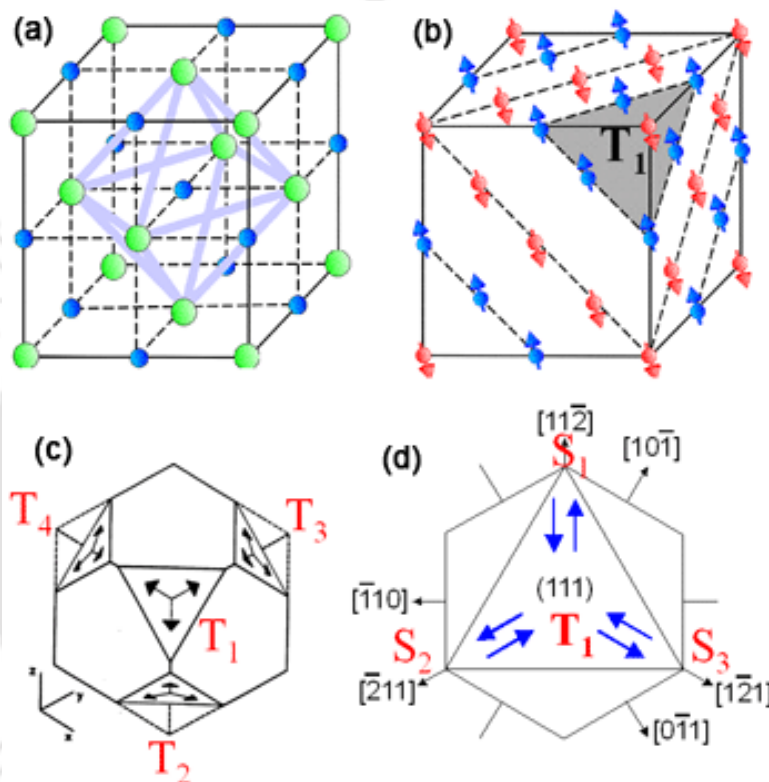 (a)
(b)
T₁
(c)
T₄
T₃
T₁
T₂
z
y
x
(d)
[112̅]
S₁
[101̅]
[1̅10]
(111)
T₁
S₂
S₃
[2̅11]
[12̅1]
[01̅1]